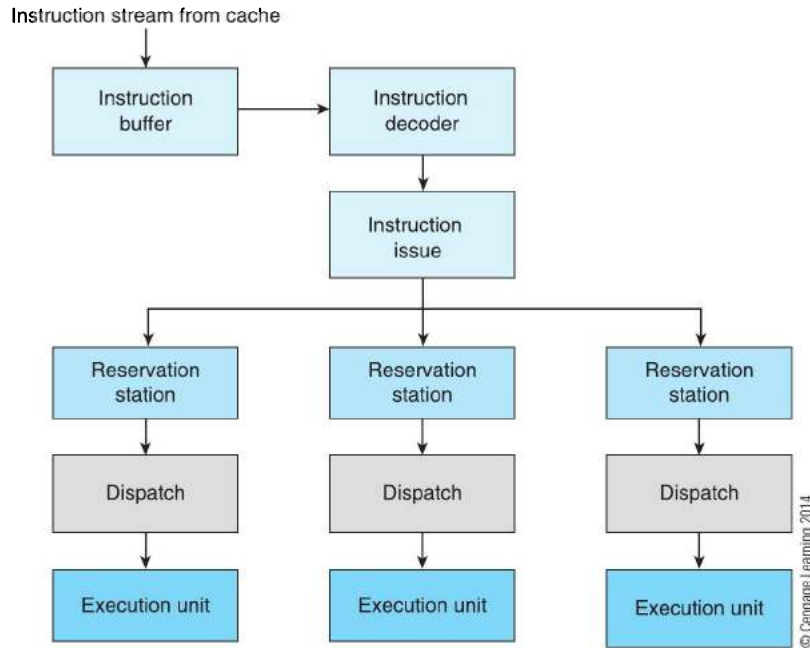 Instruction stream from cache
Instruction
buffer
Instruction
decoder
Instruction
issue
Reservation
station
Reservation
station
Reservation
station
Dispatch
Dispatch
Dispatch
Execution unit
Execution unit
Execution unit
© Cengage Learning 2014